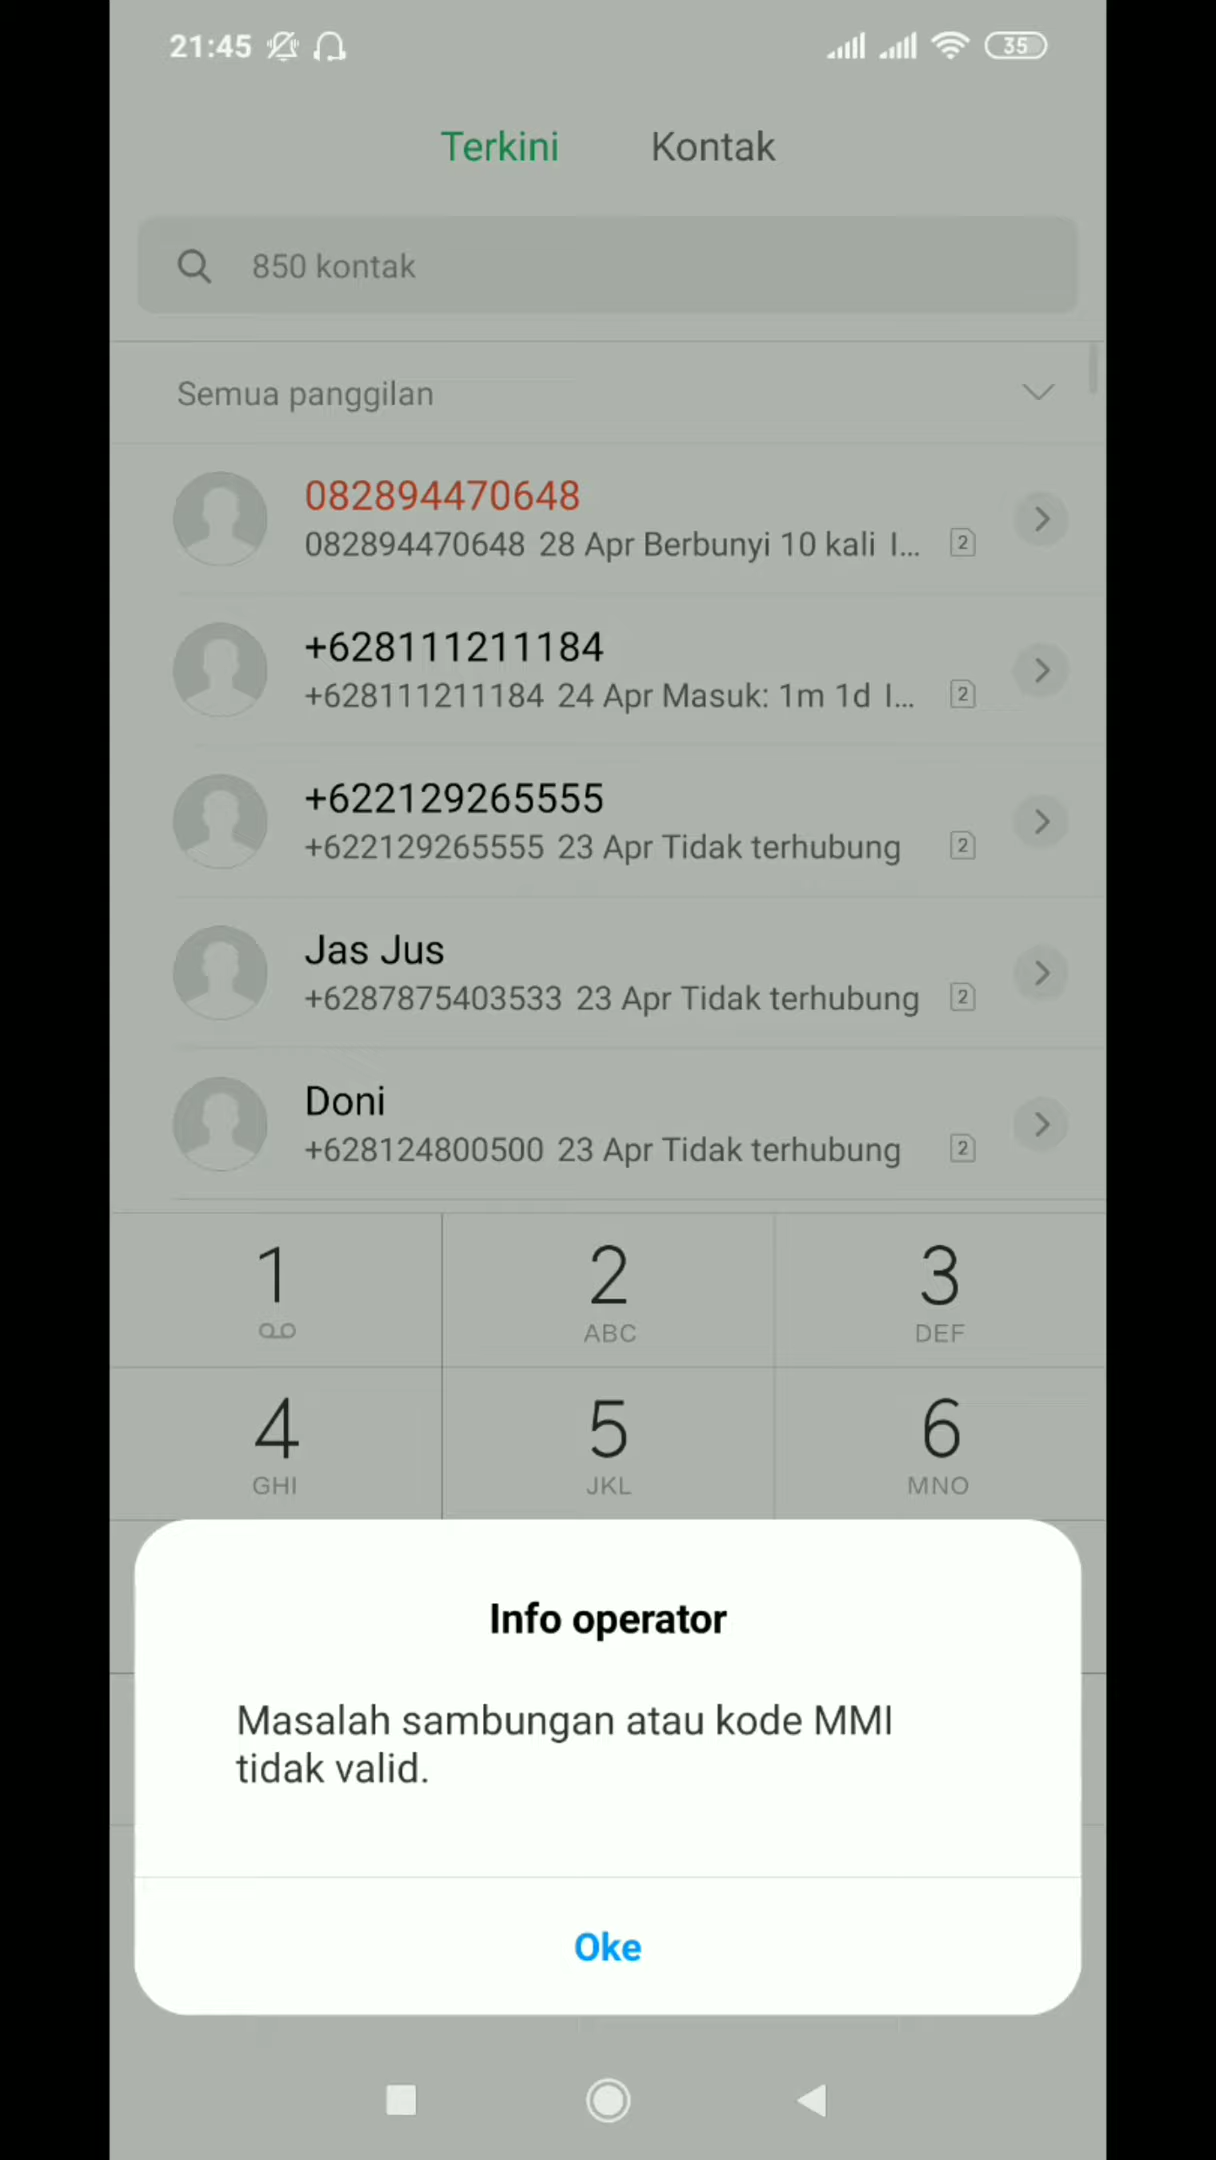 21:45
35
Terkini Kontak
850 kontak
Semua panggilan
082894470648
082894470648 28 Apr Berbunyi 10 kali I... 2
+628111211184
+628111211184 24 Apr Masuk: 1m 1d I... 2
+622129265555
+622129265555 23 Apr Tidak terhubung 2
Jas Jus
+6287875403533 23 Apr Tidak terhubung 2
Doni
+628124800500 23 Apr Tidak terhubung 2
1 2 3
ABC DEF
4 5 6
GHI JKL MNO
Info operator
Masalah sambungan atau kode MMI
tidak valid.
Oke